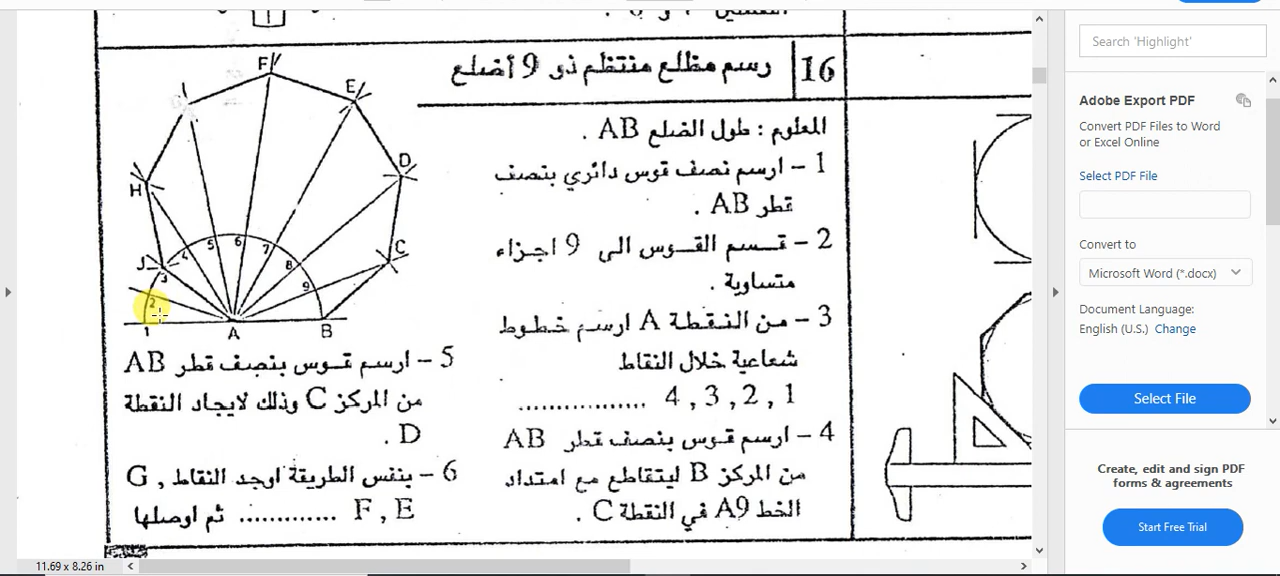 16 رسم مظلع منتظم ذو 9 أضلع
المعلوم : طول الضلع AB .
1 – ارسم نصف قوس دائري بنصف
قطر AB .
2 – قسم القوس الى 9 اجزاء
متساوية .
3 – من النقطة A ارسم خطوط
شعاعية خلال النقاط
1 , 2 , 3 , 4 .................
4 – ارسم قوس بنصف قطر AB
من المركز B ليتقاطع مع امتداد
الخط A9 في النقطة C .
5 – ارسم قوس بنصف قطر AB
من المركز C وذلك لايجاد النقطة
D .
6 – بنفس الطريقة اوجد النقاط , G
F , E ............. ثم اوصلها
F
E
D
H
C
J
A
B
1
2
3
4
5
6
7
8
9
11.69 x 8.26 in
Search 'Highlight'
Adobe Export PDF
Convert PDF Files to Word
or Excel Online
Select PDF File
Convert to
Microsoft Word (*.docx)
Document Language:
English (U.S.) Change
Select File
Create, edit and sign PDF
forms & agreements
Start Free Trial